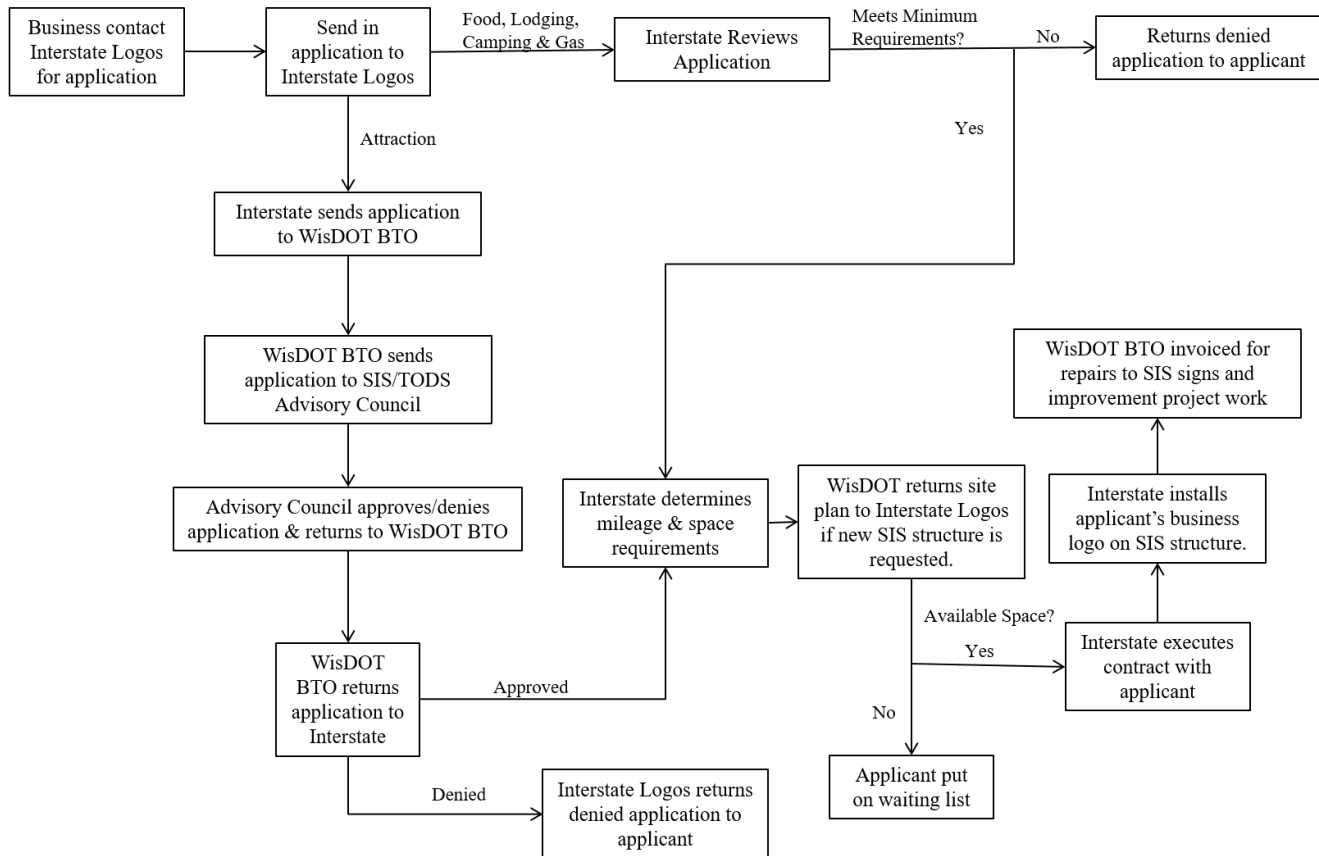 Business contact
Interstate Logos
for application
Send in
application to
Interstate Logos
Food, Lodging,
Camping & Gas
Interstate Reviews
Application
Meets Minimum
Requirements?
No
Returns denied
application to applicant
Yes
Attraction
Interstate sends application
to WisDOT BTO
WisDOT BTO sends
application to SIS/TODS
Advisory Council
Advisory Council approves/denies
application & returns to WisDOT BTO
WisDOT
BTO returns
application to
Interstate
Approved
Denied
Interstate Logos returns
denied application to
applicant
Interstate determines
mileage & space
requirements
WisDOT returns site
plan to Interstate Logos
if new SIS structure is
requested.
Available Space?
Yes
No
Applicant put
on waiting list
Interstate executes
contract with
applicant
Interstate installs
applicant’s business
logo on SIS structure.
WisDOT BTO invoiced for
repairs to SIS signs and
improvement project work